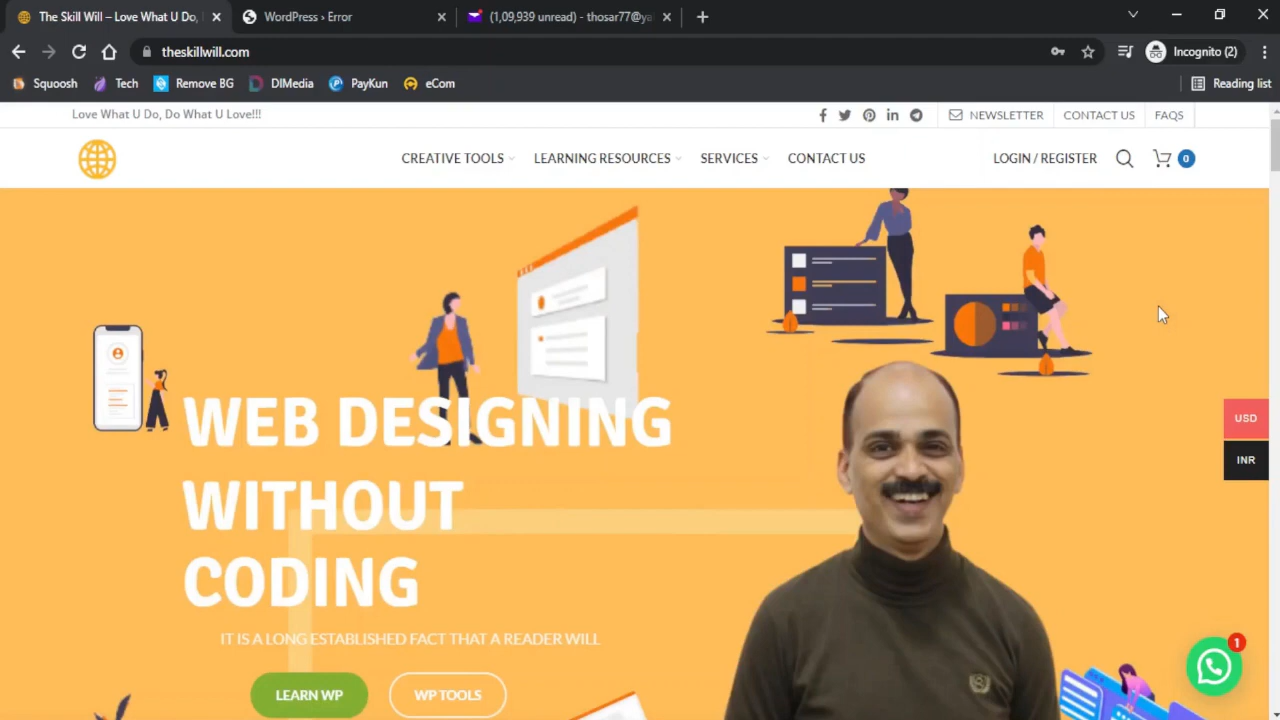 The Skill Will – Love What U Do,
WordPress › Error
(1,09,939 unread) - thosar77@ya
theskillwill.com
Incognito (2)
Squoosh
Tech
Remove BG
DIMedia
PayKun
eCom
Reading list
Love What U Do, Do What U Love!!!
NEWSLETTER
CONTACT US
FAQS
CREATIVE TOOLS
LEARNING RESOURCES
SERVICES
CONTACT US
LOGIN / REGISTER
0
WEB DESIGNING
WITHOUT
CODING
IT IS A LONG ESTABLISHED FACT THAT A READER WILL
LEARN WP
WP TOOLS
USD
INR
1